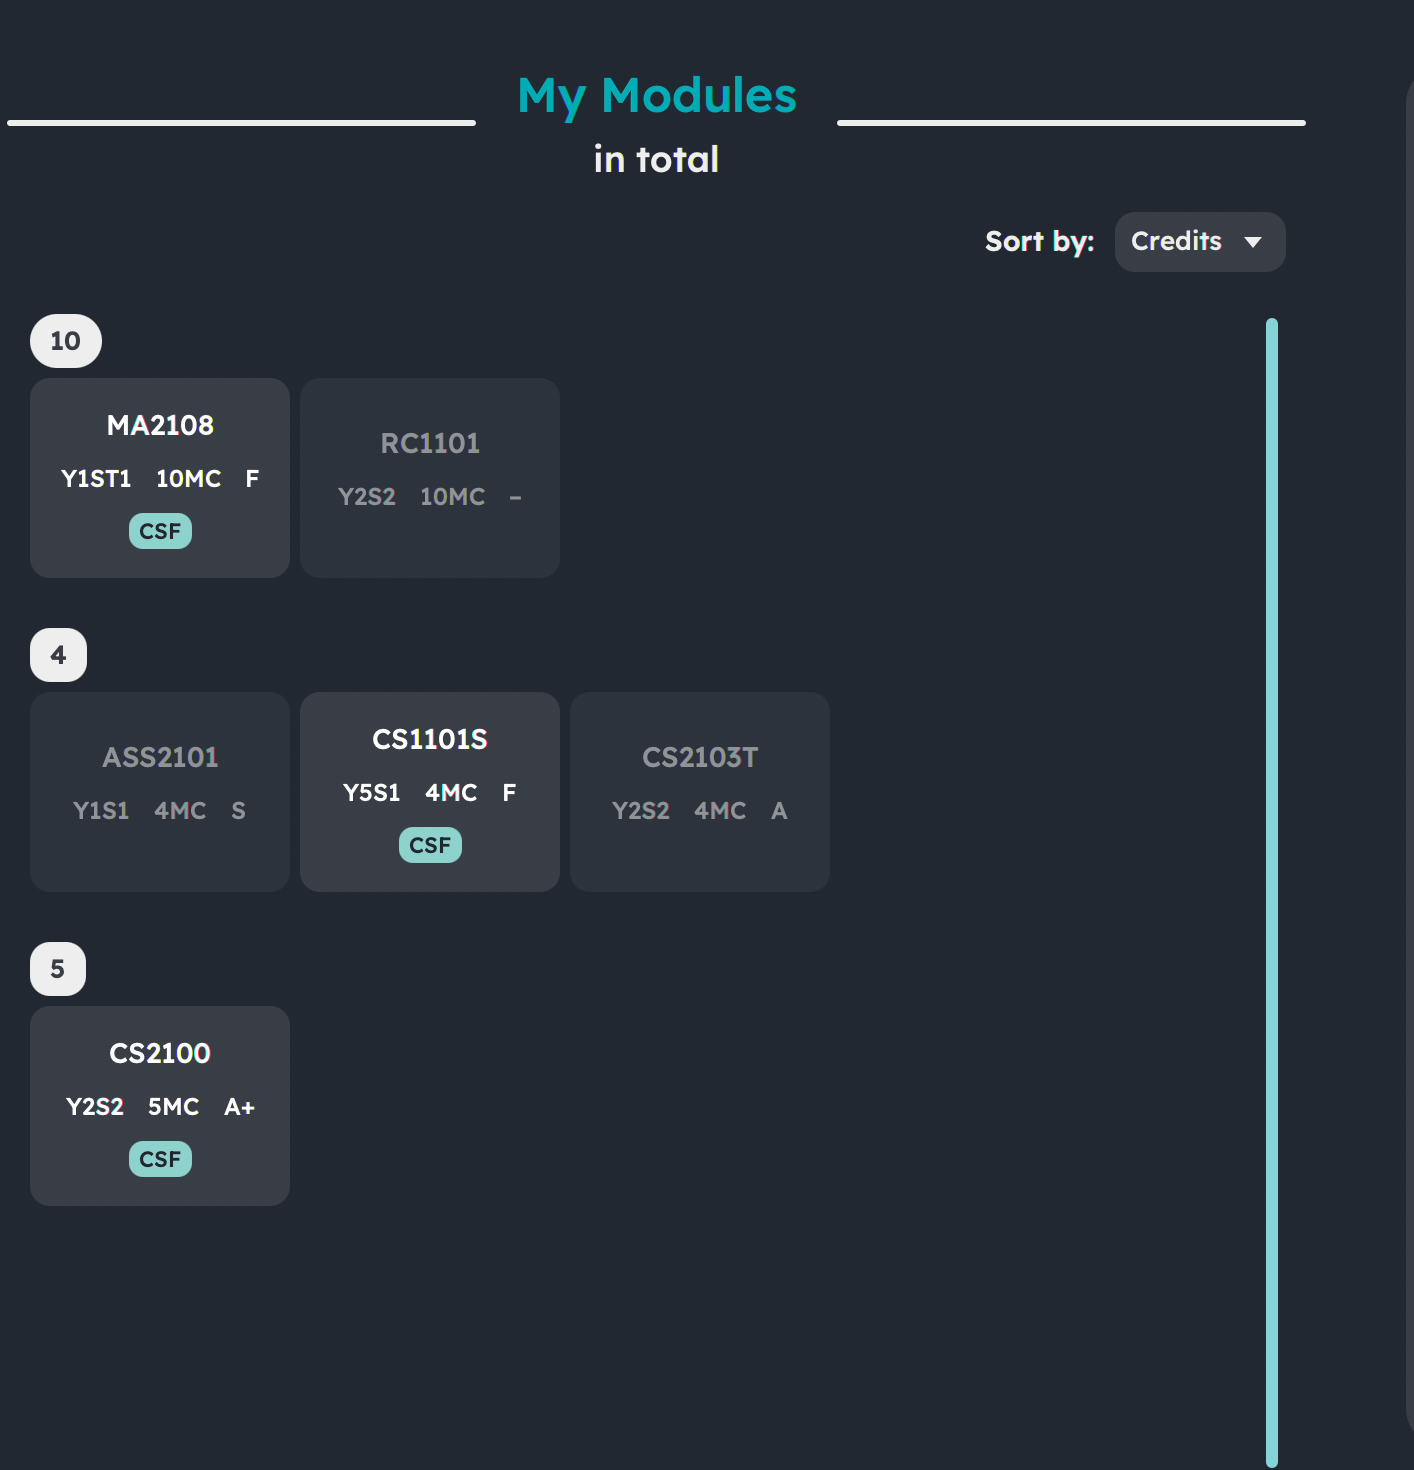 My Modules
in total
Sort by: Credits
10
MA2108
Y1ST1 10MC F
CSF
RC1101
Y2S2 10MC –
4
ASS2101
Y1S1 4MC S
CS1101S
Y5S1 4MC F
CSF
CS2103T
Y2S2 4MC A
5
CS2100
Y2S2 5MC A+
CSF